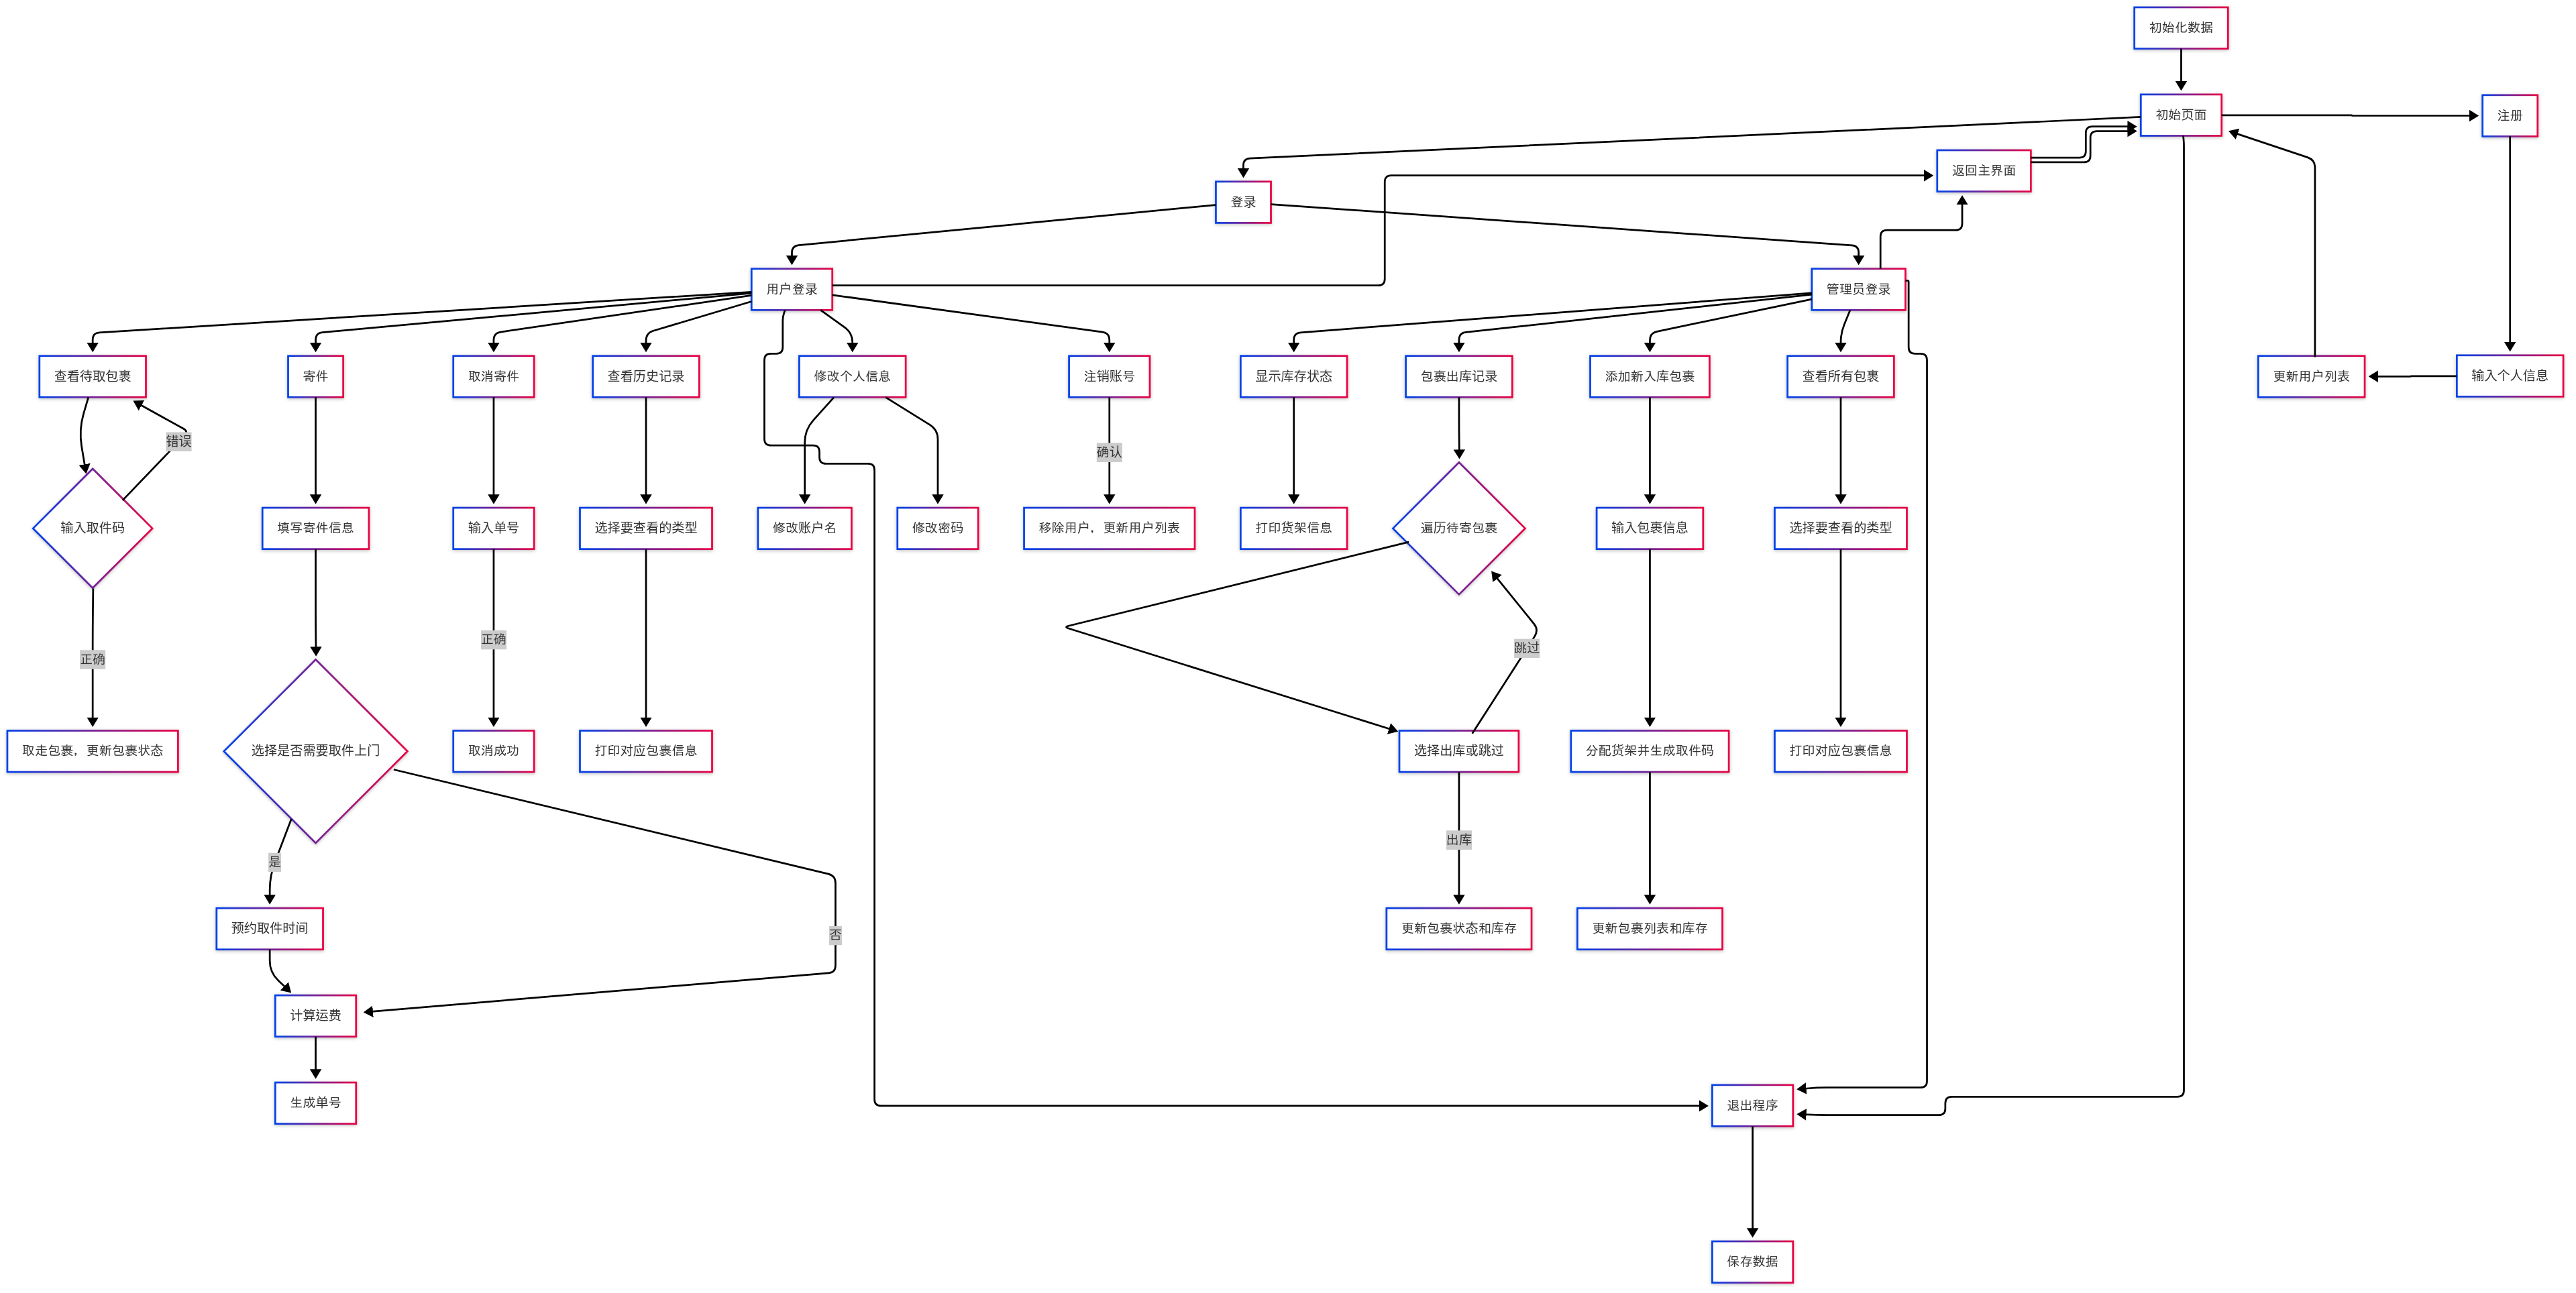 初始化数据
初始页面
注册
返回主界面
登录
用户登录
管理员登录
查看待取包裹
寄件
取消寄件
查看历史记录
修改个人信息
注销账号
显示库存状态
包裹出库记录
添加新入库包裹
查看所有包裹
更新用户列表
输入个人信息
错误
确认
输入取件码
填写寄件信息
输入单号
选择要查看的类型
修改账户名
修改密码
移除用户，更新用户列表
打印货架信息
遍历待寄包裹
输入包裹信息
选择要查看的类型
正确
正确
跳过
取走包裹，更新包裹状态
选择是否需要取件上门
取消成功
打印对应包裹信息
选择出库或跳过
分配货架并生成取件码
打印对应包裹信息
出库
是
预约取件时间
否
更新包裹状态和库存
更新包裹列表和库存
计算运费
生成单号
退出程序
保存数据